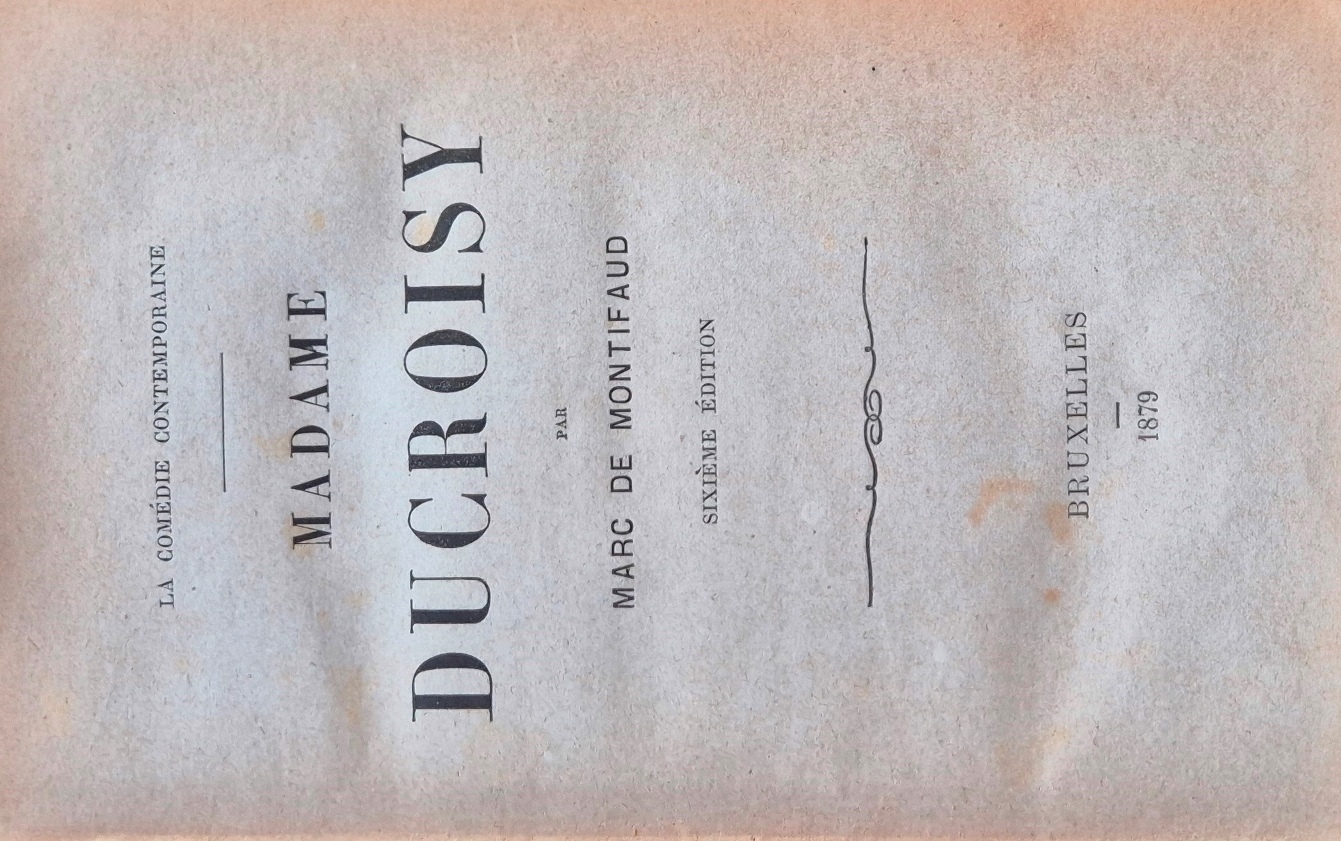 LA COMÉDIE CONTEMPORAINE
MADAME
DUCROISY
PAR
MARC DE MONTIFAUD
SIXIÈME ÉDITION
BRUXELLES
—
1879